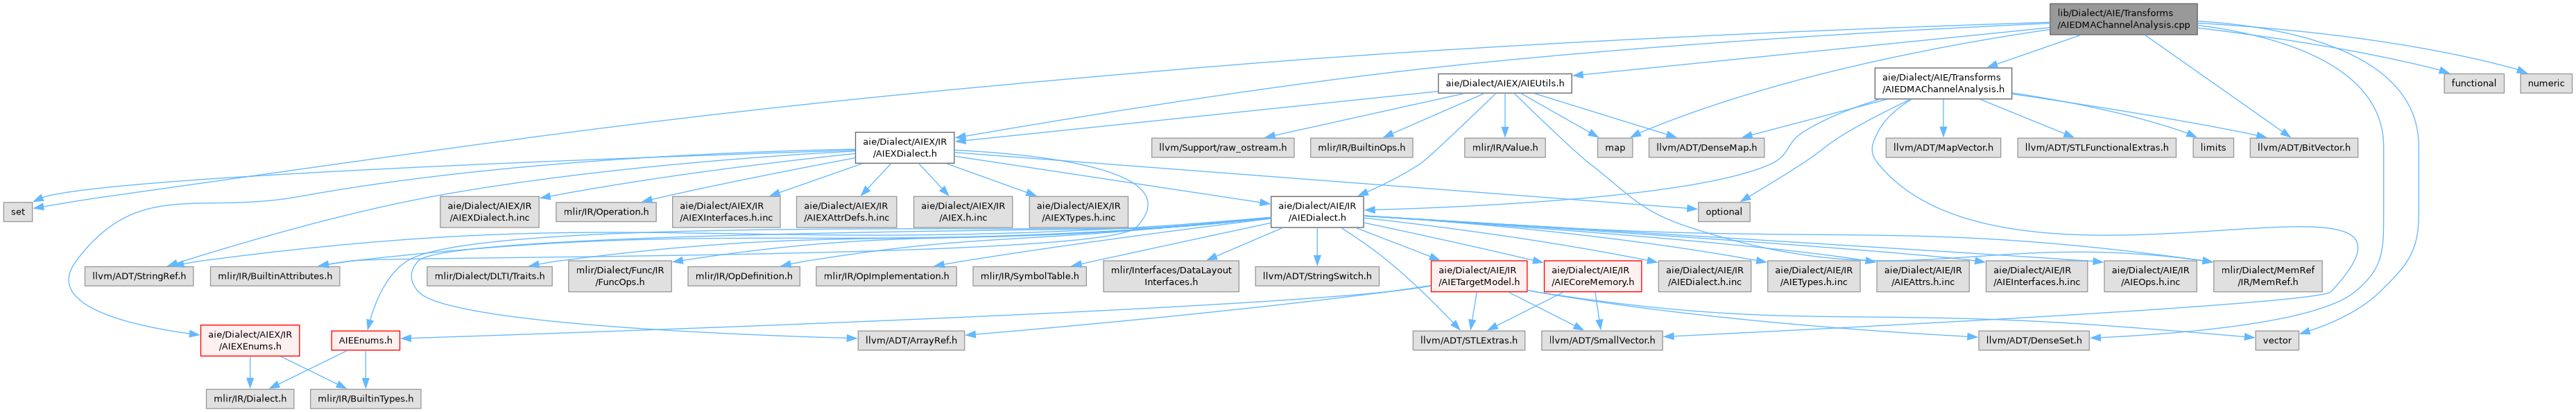 lib/Dialect/AIE/Transforms
/AIEDMAChannelAnalysis.cpp
aie/Dialect/AIEX/AIEUtils.h
aie/Dialect/AIE/Transforms
/AIEDMAChannelAnalysis.h
functional
numeric
aie/Dialect/AIEX/IR
/AIEXDialect.h
llvm/Support/raw_ostream.h
mlir/IR/BuiltinOps.h
mlir/IR/Value.h
map
llvm/ADT/DenseMap.h
llvm/ADT/MapVector.h
llvm/ADT/STLFunctionalExtras.h
limits
llvm/ADT/BitVector.h
set
aie/Dialect/AIEX/IR
/AIEXDialect.h.inc
mlir/IR/Operation.h
aie/Dialect/AIEX/IR
/AIEXInterfaces.h.inc
aie/Dialect/AIEX/IR
/AIEXAttrDefs.h.inc
aie/Dialect/AIEX/IR
/AIEX.h.inc
aie/Dialect/AIEX/IR
/AIEXTypes.h.inc
aie/Dialect/AIE/IR
/AIEDialect.h
optional
llvm/ADT/StringRef.h
mlir/IR/BuiltinAttributes.h
mlir/Dialect/DLTI/Traits.h
mlir/Dialect/Func/IR
/FuncOps.h
mlir/IR/OpDefinition.h
mlir/IR/OpImplementation.h
mlir/IR/SymbolTable.h
mlir/Interfaces/DataLayout
Interfaces.h
llvm/ADT/StringSwitch.h
aie/Dialect/AIE/IR
/AIETargetModel.h
aie/Dialect/AIE/IR
/AIECoreMemory.h
aie/Dialect/AIE/IR
/AIEDialect.h.inc
aie/Dialect/AIE/IR
/AIETypes.h.inc
aie/Dialect/AIE/IR
/AIEAttrs.h.inc
aie/Dialect/AIE/IR
/AIEInterfaces.h.inc
aie/Dialect/AIE/IR
/AIEOps.h.inc
mlir/Dialect/MemRef
/IR/MemRef.h
aie/Dialect/AIEX/IR
/AIEXEnums.h
AIEEnums.h
llvm/ADT/ArrayRef.h
llvm/ADT/STLExtras.h
llvm/ADT/SmallVector.h
llvm/ADT/DenseSet.h
vector
mlir/IR/Dialect.h
mlir/IR/BuiltinTypes.h